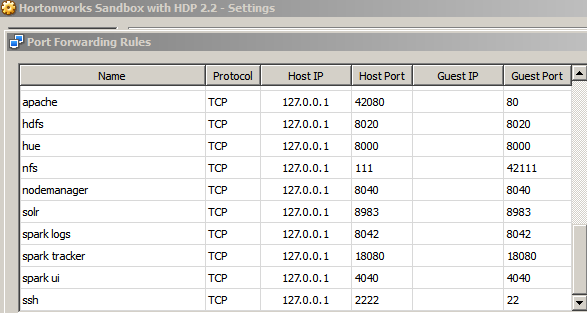 Hortonworks Sandbox with HDP 2.2 - Settings
Port Forwarding Rules
Name Protocol Host IP Host Port Guest IP Guest Port
apache TCP 127.0.0.1 42080 80
hdfs TCP 127.0.0.1 8020 8020
hue TCP 127.0.0.1 8000 8000
nfs TCP 127.0.0.1 111 42111
nodemanager TCP 127.0.0.1 8040 8040
solr TCP 127.0.0.1 8983 8983
spark logs TCP 127.0.0.1 8042 8042
spark tracker TCP 127.0.0.1 18080 18080
spark ui TCP 127.0.0.1 4040 4040
ssh TCP 127.0.0.1 2222 22